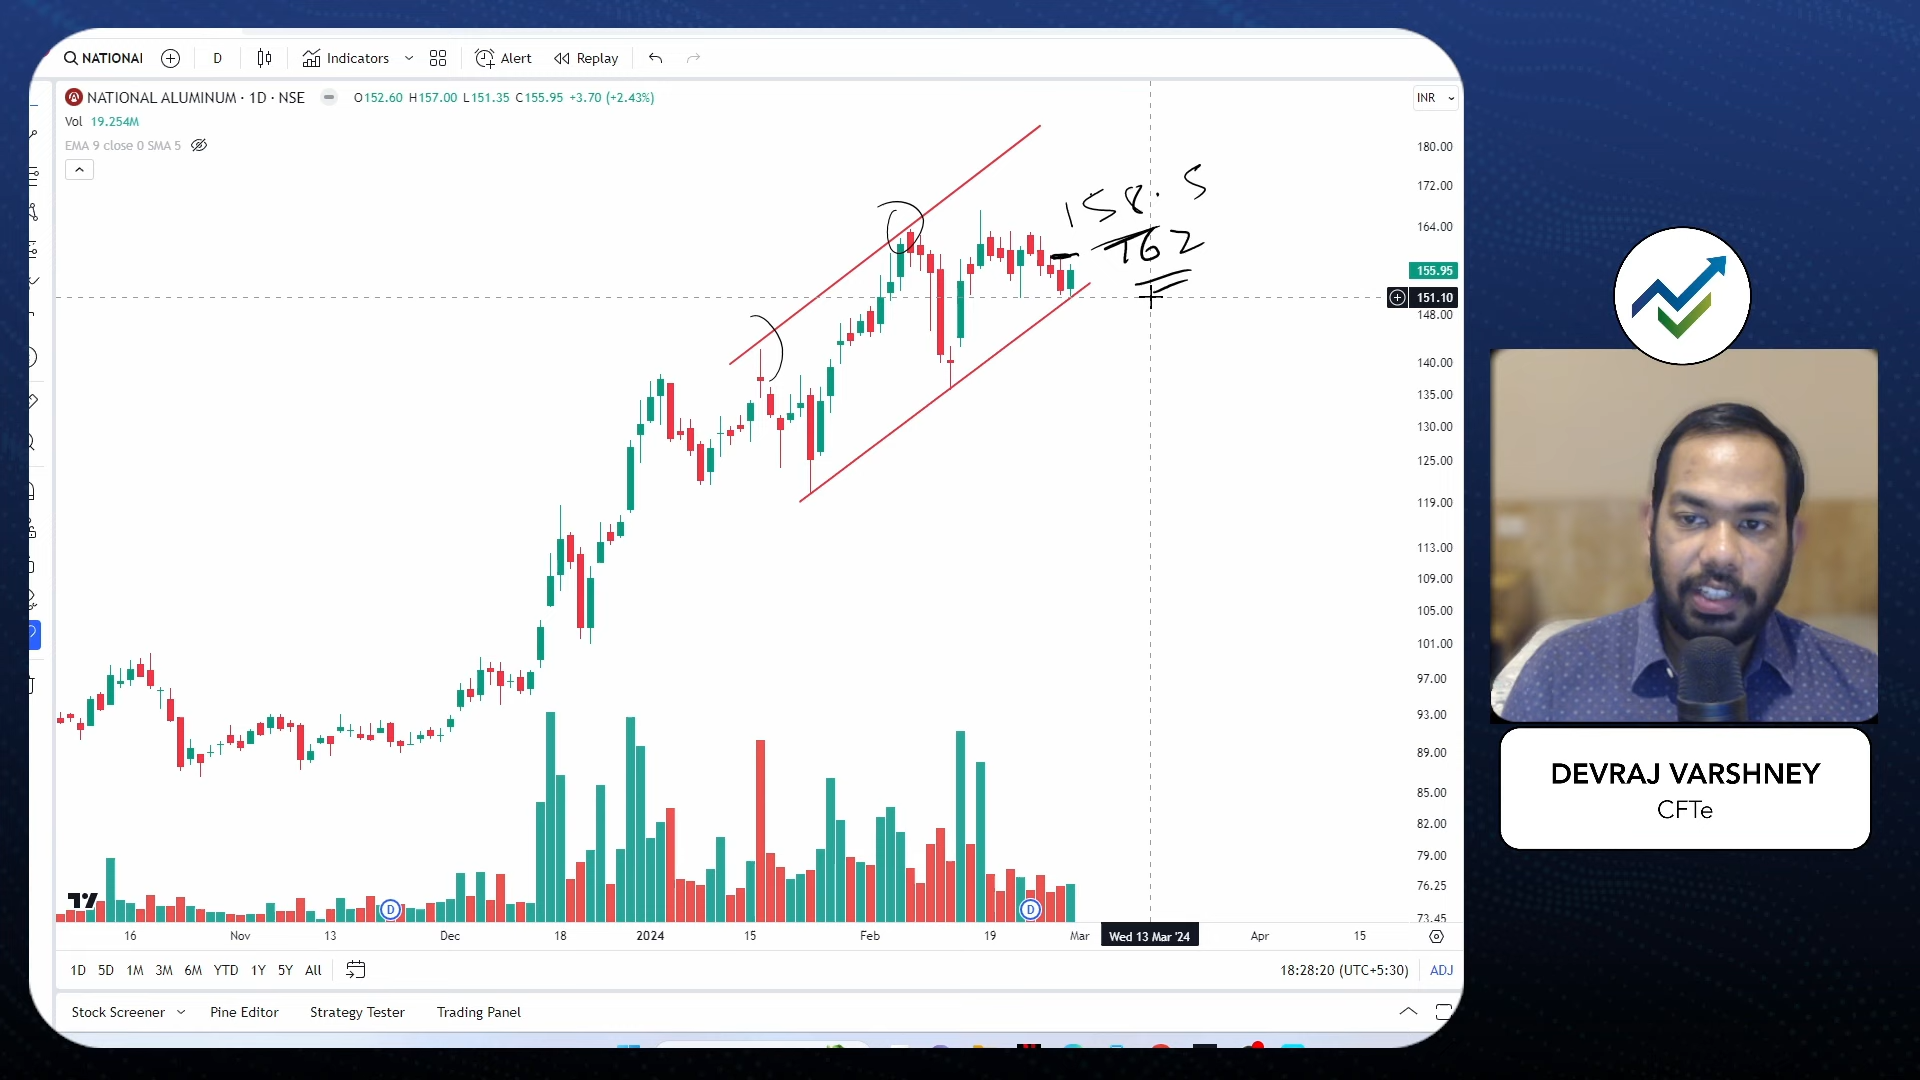 NATIONAL
D
Indicators
Alert
Replay
NATIONAL ALUMINUM · 1D · NSE
O152.60 H157.00 L151.35 C155.95 +3.70 (+2.43%)
INR
Vol 19.254M
EMA 9 close 0 SMA 5
158.5
162
180.00
172.00
164.00
155.95
151.10
148.00
140.00
135.00
130.00
125.00
119.00
113.00
109.00
105.00
101.00
97.00
93.00
89.00
85.00
82.00
79.00
76.25
73.45
D
D
16
Nov
13
Dec
18
2024
15
Feb
19
Mar
Wed 13 Mar '24
Apr
15
1D 5D 1M 3M 6M YTD 1Y 5Y All
18:28:20 (UTC+5:30)
ADJ
Stock Screener
Pine Editor
Strategy Tester
Trading Panel
DEVRAJ VARSHNEY
CFTe